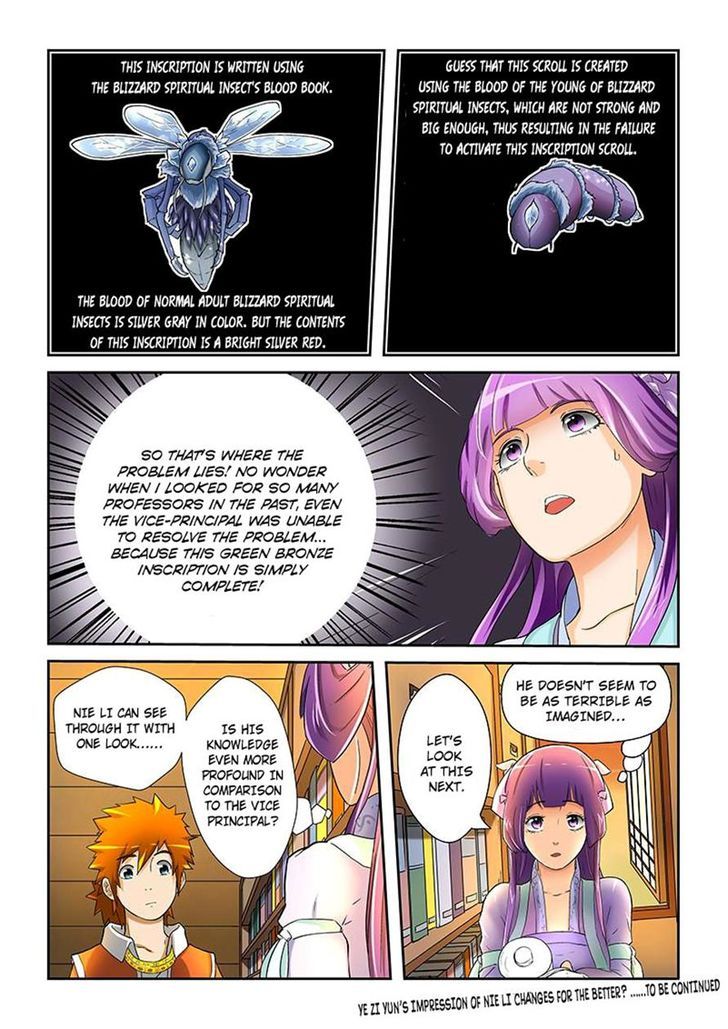 THIS INSCRIPTION IS WRITTEN USING
THE BLIZZARD SPIRITUAL INSECT'S BLOOD BOOK.
THE BLOOD OF NORMAL ADULT BLIZZARD SPIRITUAL
INSECTS IS SILVER GRAY IN COLOR. BUT THE CONTENTS
OF THIS INSCRIPTION IS A BRIGHT SILVER RED.
GUESS THAT THIS SCROLL IS CREATED
USING THE BLOOD OF THE YOUNG OF BLIZZARD
SPIRITUAL INSECTS, WHICH ARE NOT STRONG AND
BIG ENOUGH, THUS RESULTING IN THE FAILURE
TO ACTIVATE THIS INSCRIPTION SCROLL.
SO THAT'S WHERE THE
PROBLEM LIES! NO WONDER
WHEN I LOOKED FOR SO MANY
PROFESSORS IN THE PAST, EVEN
THE VICE-PRINCIPAL WAS UNABLE
TO RESOLVE THE PROBLEM...
BECAUSE THIS GREEN BRONZE
INSCRIPTION IS SIMPLY
COMPLETE!
NIE LI CAN SEE
THROUGH IT WITH
ONE LOOK......
IS HIS
KNOWLEDGE
EVEN MORE
PROFOUND IN
COMPARISON
TO THE VICE
PRINCIPAL?
LET'S
LOOK
AT THIS
NEXT.
HE DOESN'T SEEM TO
BE AS TERRIBLE AS
IMAGINED...
YE ZI YUN'S IMPRESSION OF NIE LI CHANGES FOR THE BETTER? ......TO BE CONTINUED